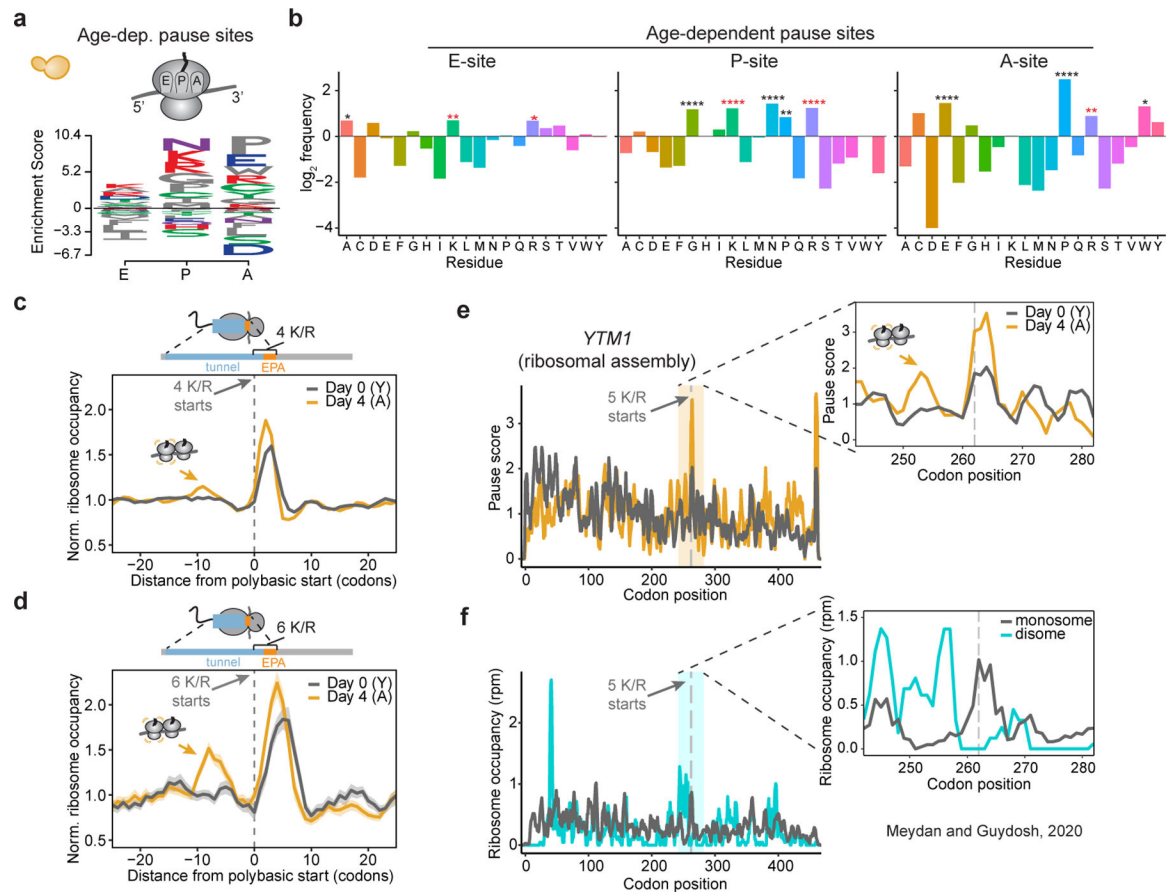 a
Age-dep. pause sites
E P A
5' 3'
Enrichment Score
10.4
5.2
0
−3.3
−6.7
E P A
b
Age-dependent pause sites
E-site P-site A-site
log2 frequency
2
0
−2
−4
* ** *
**** **** **** ** ****
**** **** ** *
A C D E F G H I K L M N P Q R S T V W Y
A C D E F G H I K L M N P Q R S T V W Y
A C D E F G H I K L M N P Q R S T V W Y
Residue Residue Residue
c
4 K/R
tunnel EPA
4 K/R
starts
Day 0 (Y)
Day 4 (A)
Norm. ribosome occupancy
2.0
1.5
1.0
0.5
−20 −10 0 10 20
Distance from polybasic start (codons)
d
6 K/R
tunnel EPA
6 K/R
starts
Day 0 (Y)
Day 4 (A)
Norm. ribosome occupancy
2.0
1.5
1.0
0.5
−20 −10 0 10 20
Distance from polybasic start (codons)
e
YTM1
(ribosomal assembly)
5 K/R
starts
Pause score
3
2
1
0
0 100 200 300 400
Codon position
Day 0 (Y)
Day 4 (A)
Pause score
3
2
1
0
250 260 270 280
Codon position
f
5 K/R
starts
Ribosome occupancy (rpm)
2
1
0
0 100 200 300 400
Codon position
monosome
disome
Ribosome occupancy (rpm)
1.5
1.0
0.5
0.0
250 260 270 280
Codon position
Meydan and Guydosh, 2020